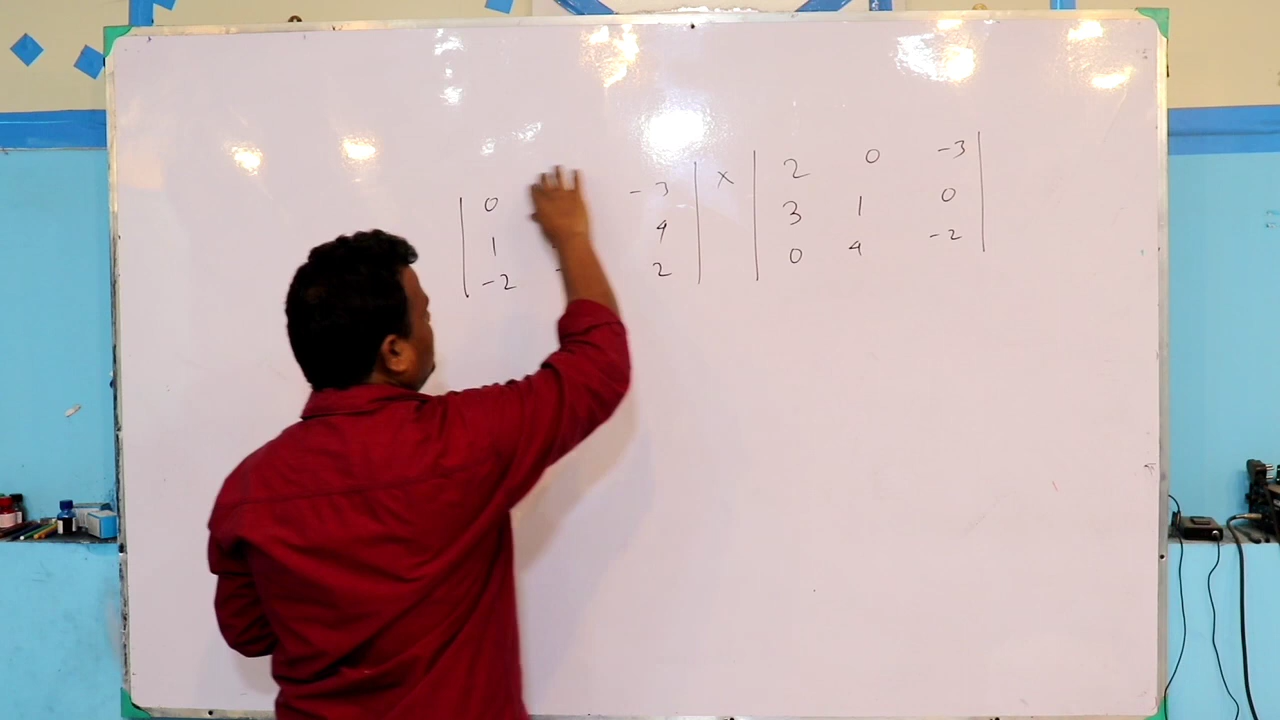 | 0 - 3 | x | 2 0 -3 |
| 1 4 | | 3 1 0 |
| -2 2 | | 0 4 -2 |